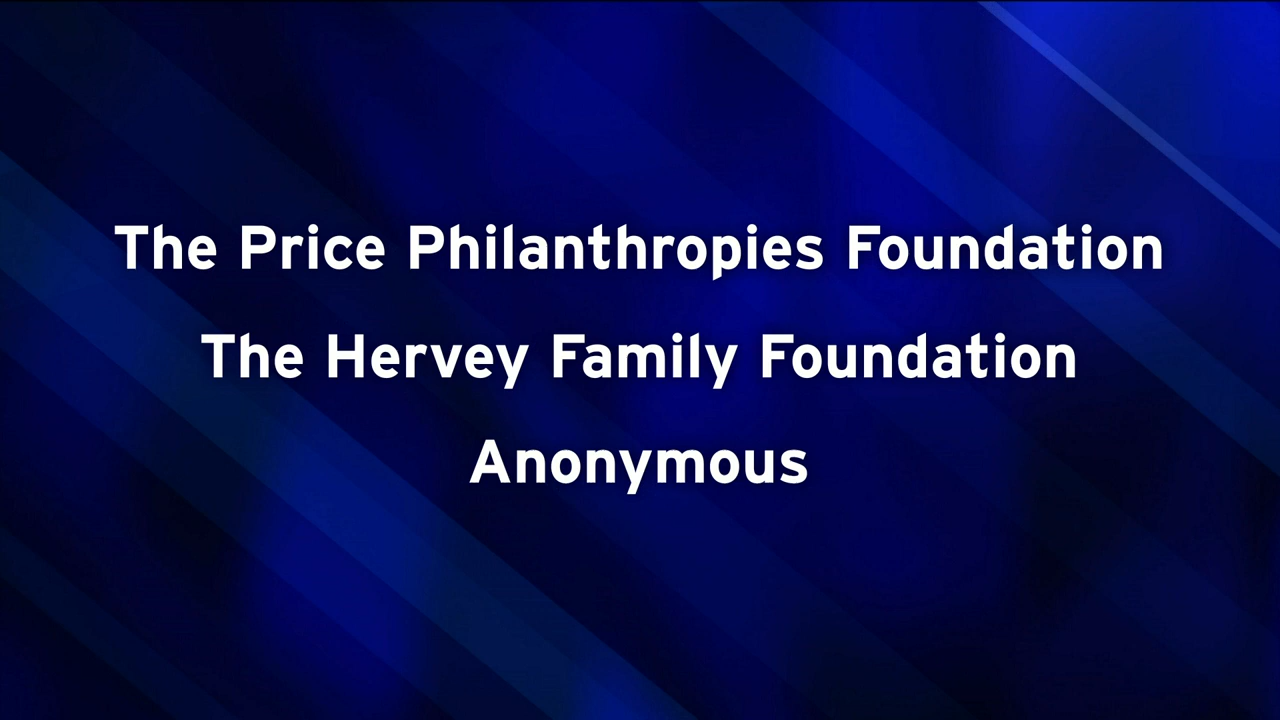 The Price Philanthropies Foundation
The Hervey Family Foundation
Anonymous